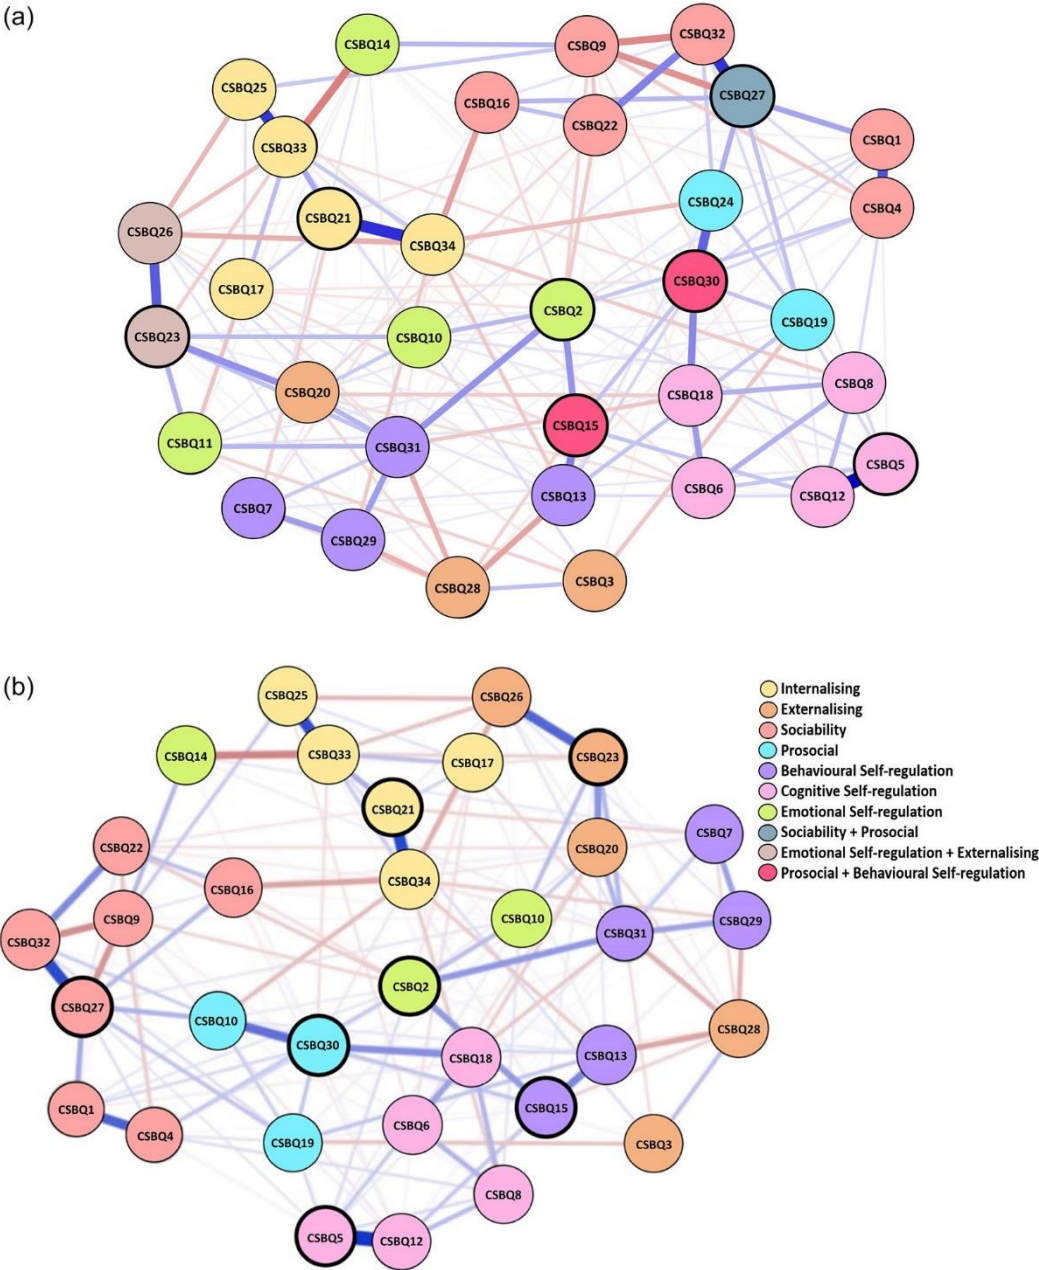 (a)
CSBQ14
CSBQ9
CSBQ32
CSBQ25
CSBQ16
CSBQ27
CSBQ22
CSBQ33
CSBQ1
CSBQ21
CSBQ24
CSBQ4
CSBQ26
CSBQ34
CSBQ17
CSBQ30
CSBQ2
CSBQ19
CSBQ23
CSBQ10
CSBQ20
CSBQ18
CSBQ8
CSBQ11
CSBQ31
CSBQ15
CSBQ5
CSBQ7
CSBQ13
CSBQ6
CSBQ12
CSBQ29
CSBQ28
CSBQ3
(b)
CSBQ25
CSBQ26
CSBQ14
CSBQ33
CSBQ17
CSBQ23
CSBQ21
CSBQ7
CSBQ22
CSBQ20
CSBQ16
CSBQ34
CSBQ9
CSBQ10
CSBQ29
CSBQ32
CSBQ31
CSBQ27
CSBQ2
CSBQ10
CSBQ30
CSBQ28
CSBQ18
CSBQ13
CSBQ1
CSBQ15
CSBQ4
CSBQ19
CSBQ6
CSBQ3
CSBQ8
CSBQ5
CSBQ12
Internalising
Externalising
Sociability
Prosocial
Behavioural Self-regulation
Cognitive Self-regulation
Emotional Self-regulation
Sociability + Prosocial
Emotional Self-regulation + Externalising
Prosocial + Behavioural Self-regulation